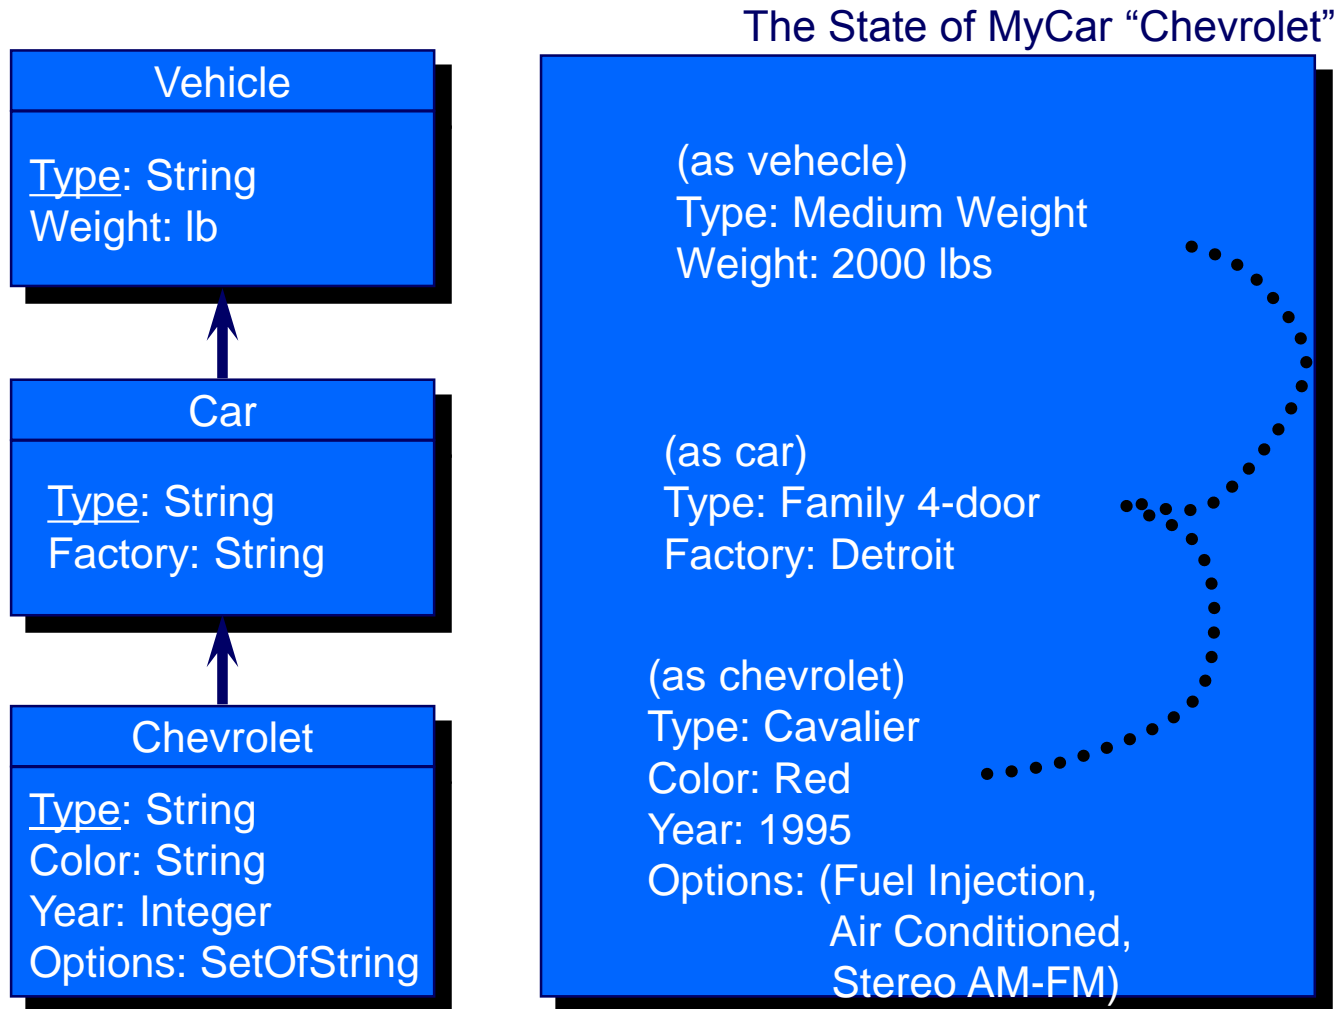 The State of MyCar “Chevrolet”
Vehicle
Type: String
Weight: lb
Car
Type: String
Factory: String
Chevrolet
Type: String
Color: String
Year: Integer
Options: SetOfString
(as vehecle)
Type: Medium Weight
Weight: 2000 lbs
(as car)
Type: Family 4-door
Factory: Detroit
(as chevrolet)
Type: Cavalier
Color: Red
Year: 1995
Options: (Fuel Injection,
Air Conditioned,
Stereo AM-FM)